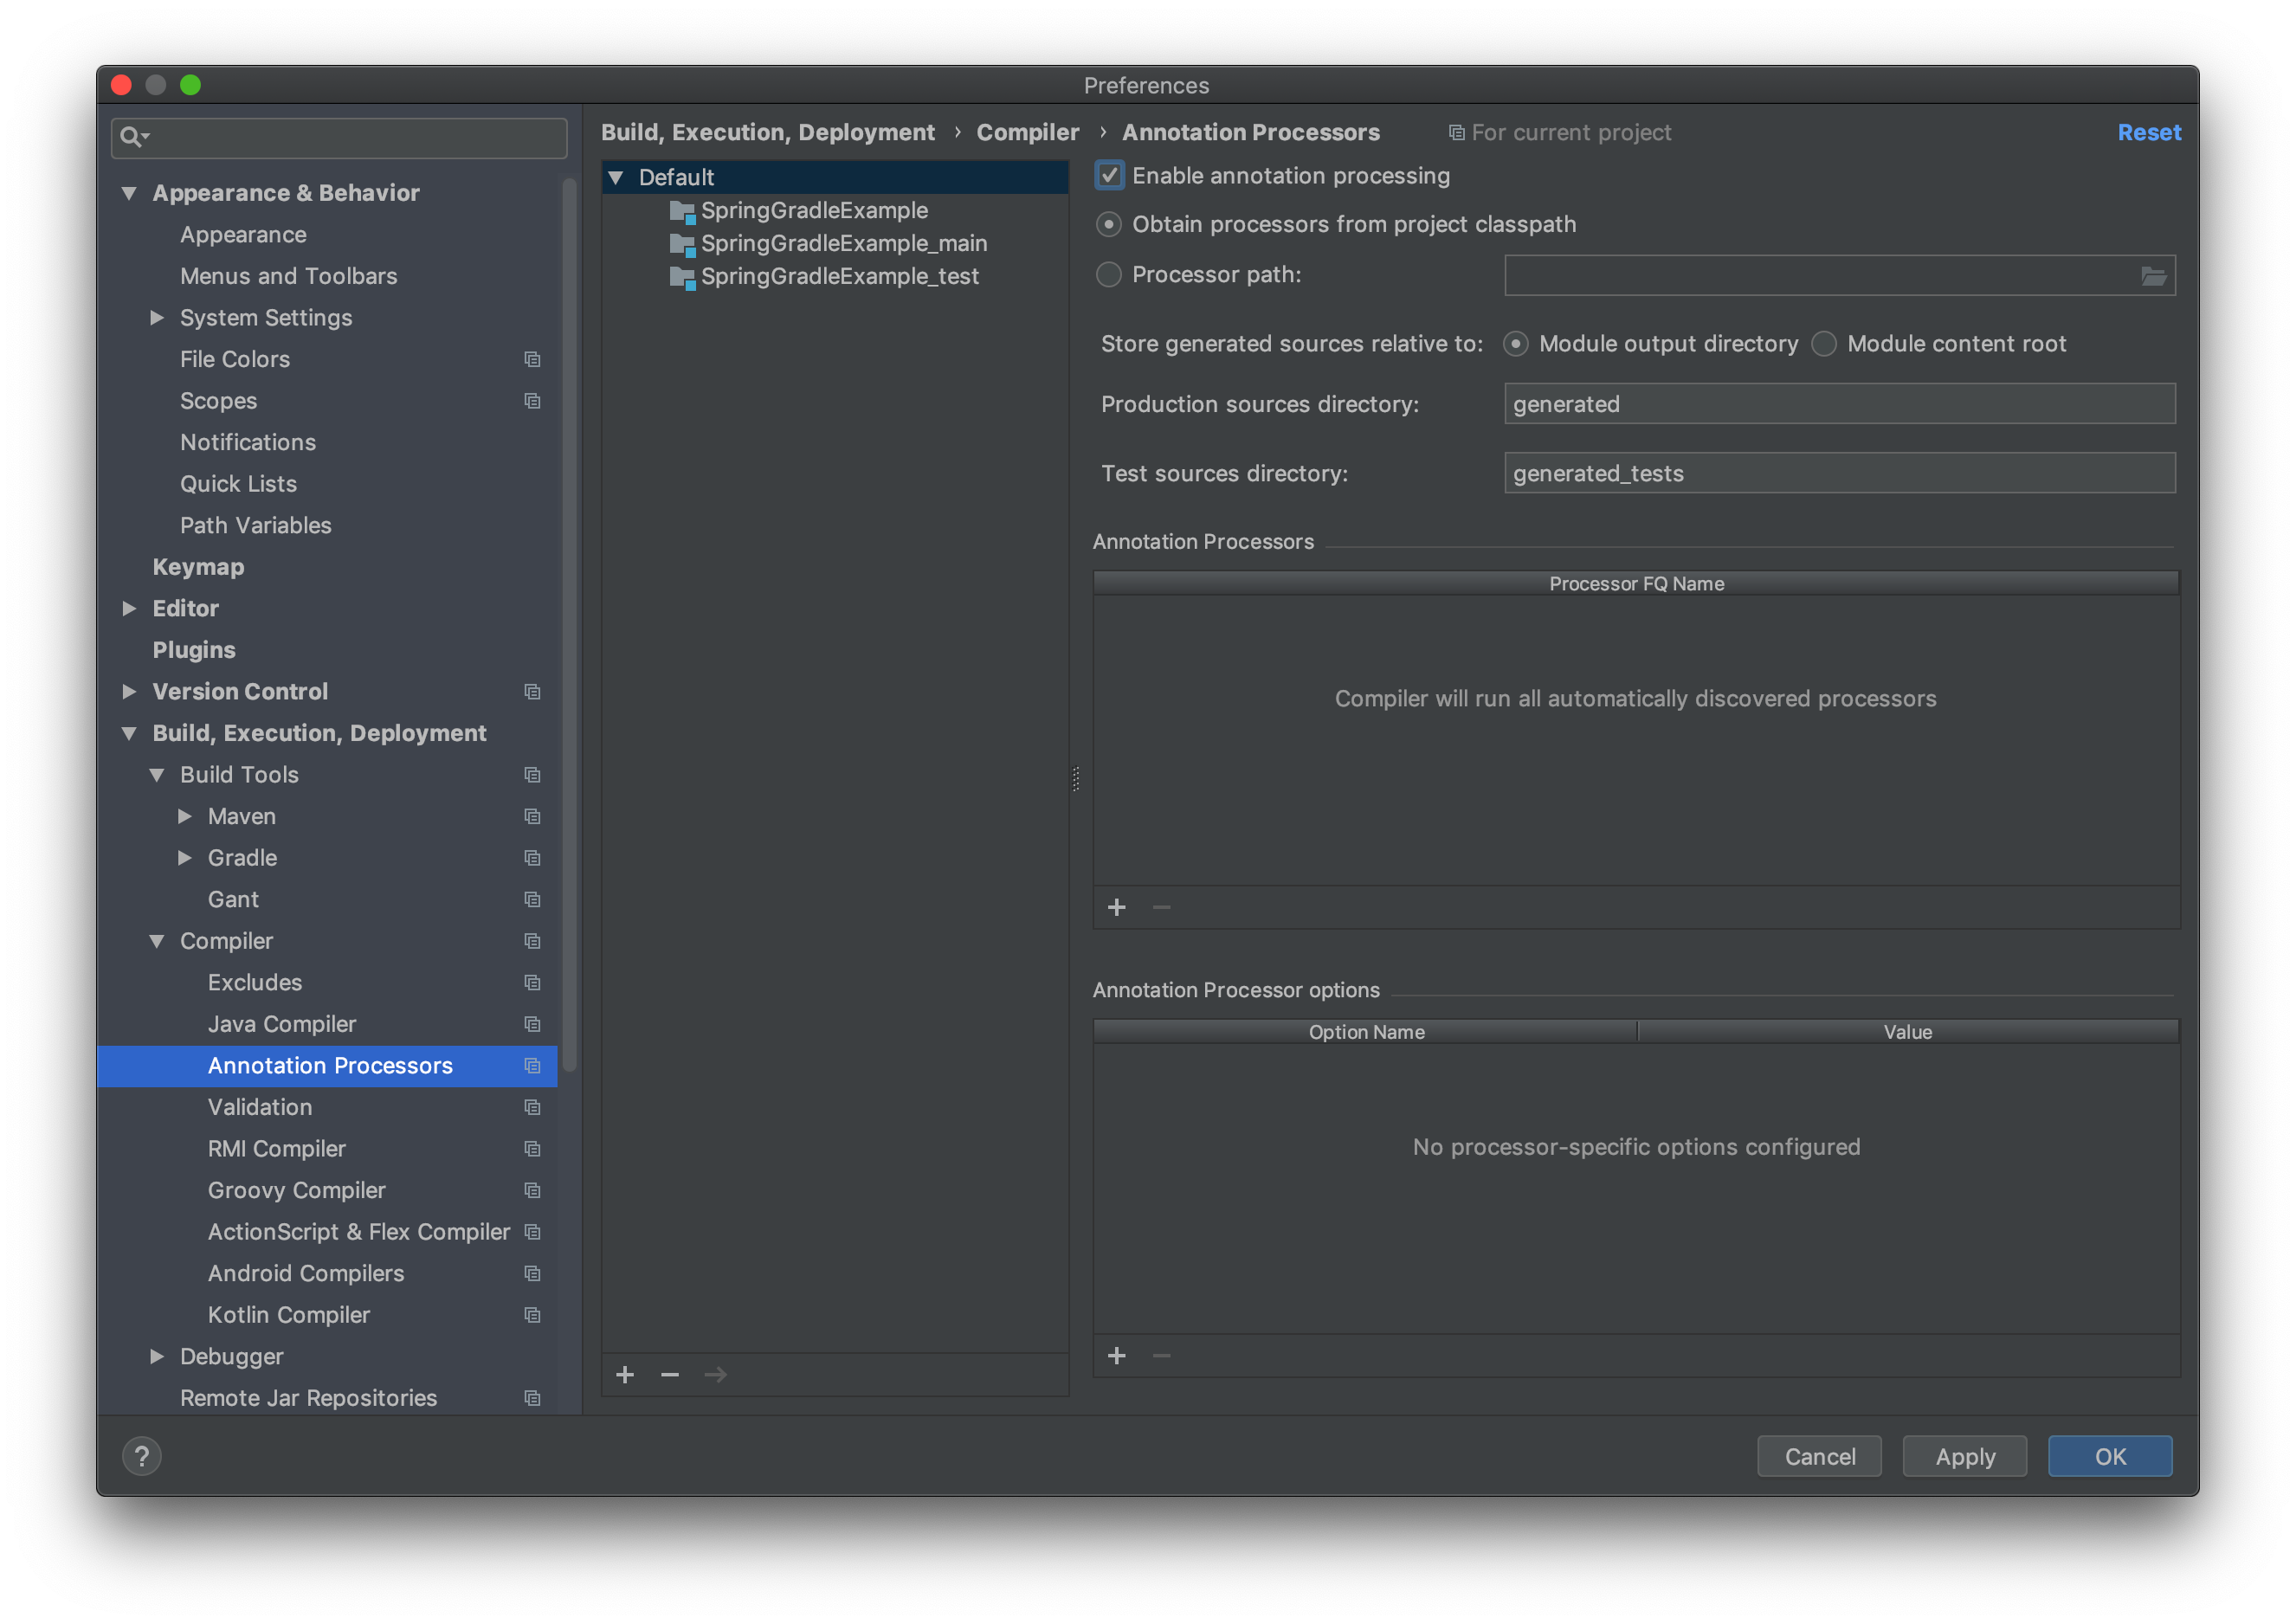 Preferences
Appearance & Behavior
Appearance
Menus and Toolbars
System Settings
File Colors
Scopes
Notifications
Quick Lists
Path Variables
Keymap
Editor
Plugins
Version Control
Build, Execution, Deployment
Build Tools
Maven
Gradle
Gant
Compiler
Excludes
Java Compiler
Annotation Processors
Validation
RMI Compiler
Groovy Compiler
ActionScript & Flex Compiler
Android Compilers
Kotlin Compiler
Debugger
Remote Jar Repositories
Build, Execution, Deployment › Compiler › Annotation Processors For current project Reset
Default
SpringGradleExample
SpringGradleExample_main
SpringGradleExample_test
Enable annotation processing
Obtain processors from project classpath
Processor path:
Store generated sources relative to: Module output directory Module content root
Production sources directory: generated
Test sources directory: generated_tests
Annotation Processors
Processor FQ Name
Compiler will run all automatically discovered processors
Annotation Processor options
Option Name Value
No processor-specific options configured
? Cancel Apply OK